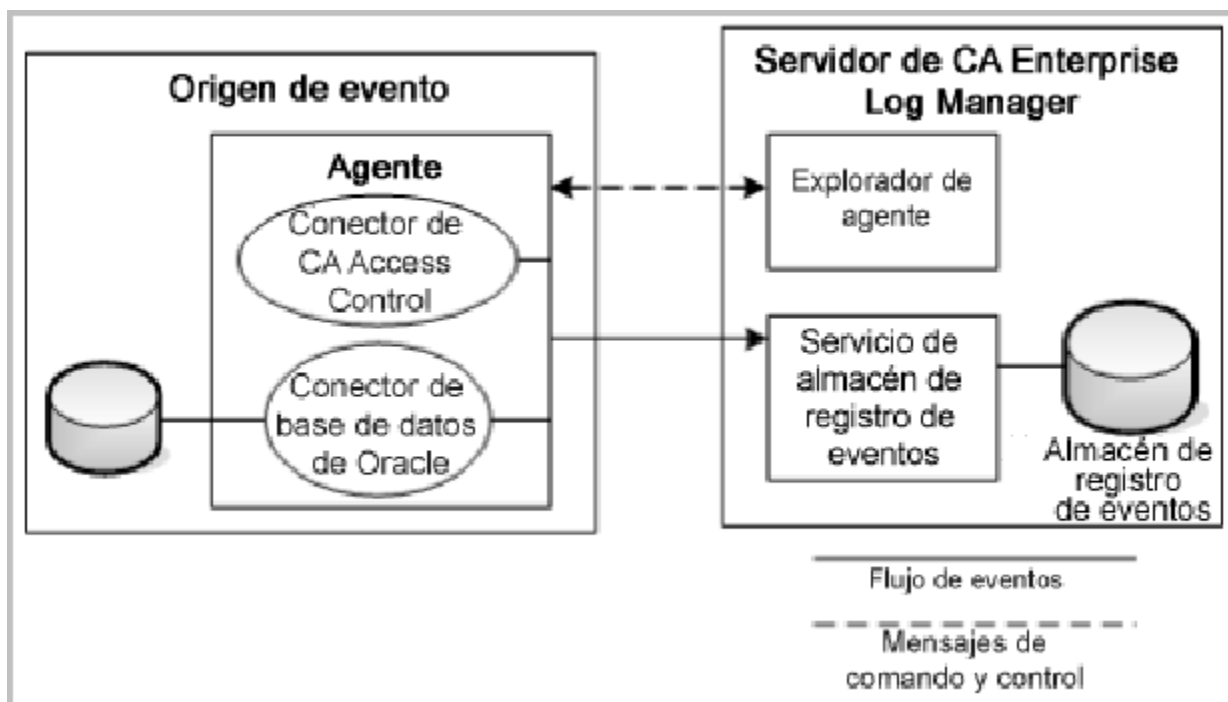 Origen de evento
Agente
Conector de
CA Access
Control
Conector de
base de datos
de Oracle
Servidor de CA Enterprise
Log Manager
Explorador de
agente
Servicio de
almacén de
registro de
eventos
Almacén de
registro
de eventos
Flujo de eventos
Mensajes de
comando y control